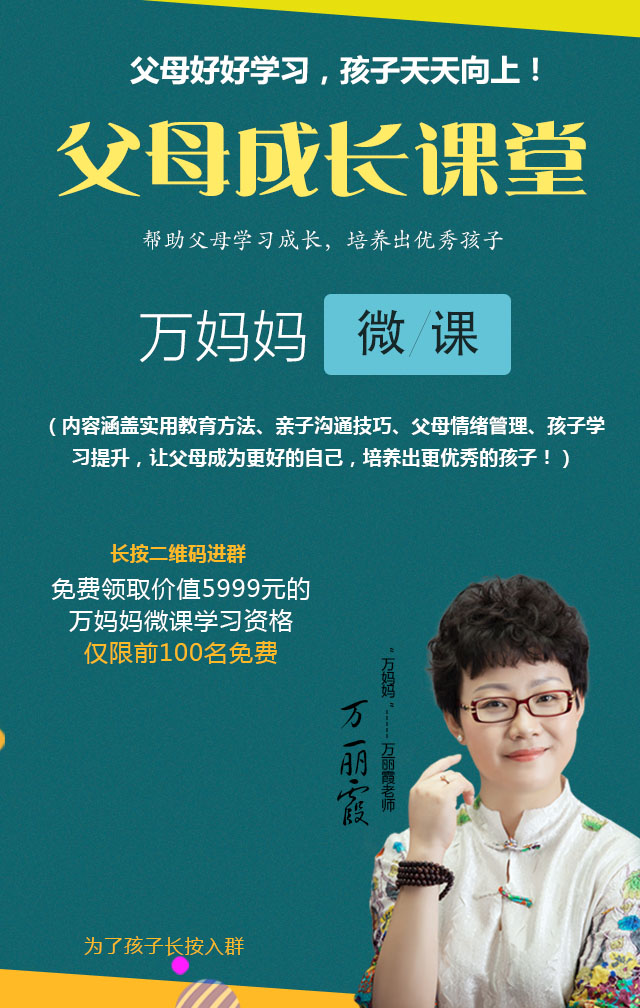 父母好好学习，孩子天天向上！
父母成长课堂
帮助父母学习成长，培养出优秀孩子
万妈妈 微/课
（内容涵盖实用教育方法、亲子沟通技巧、父母情绪管理、孩子学
习提升，让父母成为更好的自己，培养出更优秀的孩子！）
长按二维码进群
免费领取价值5999元的
万妈妈微课学习资格
仅限前100名免费
“万妈妈”-----万丽霞老师
万丽霞
为了孩子长按入群